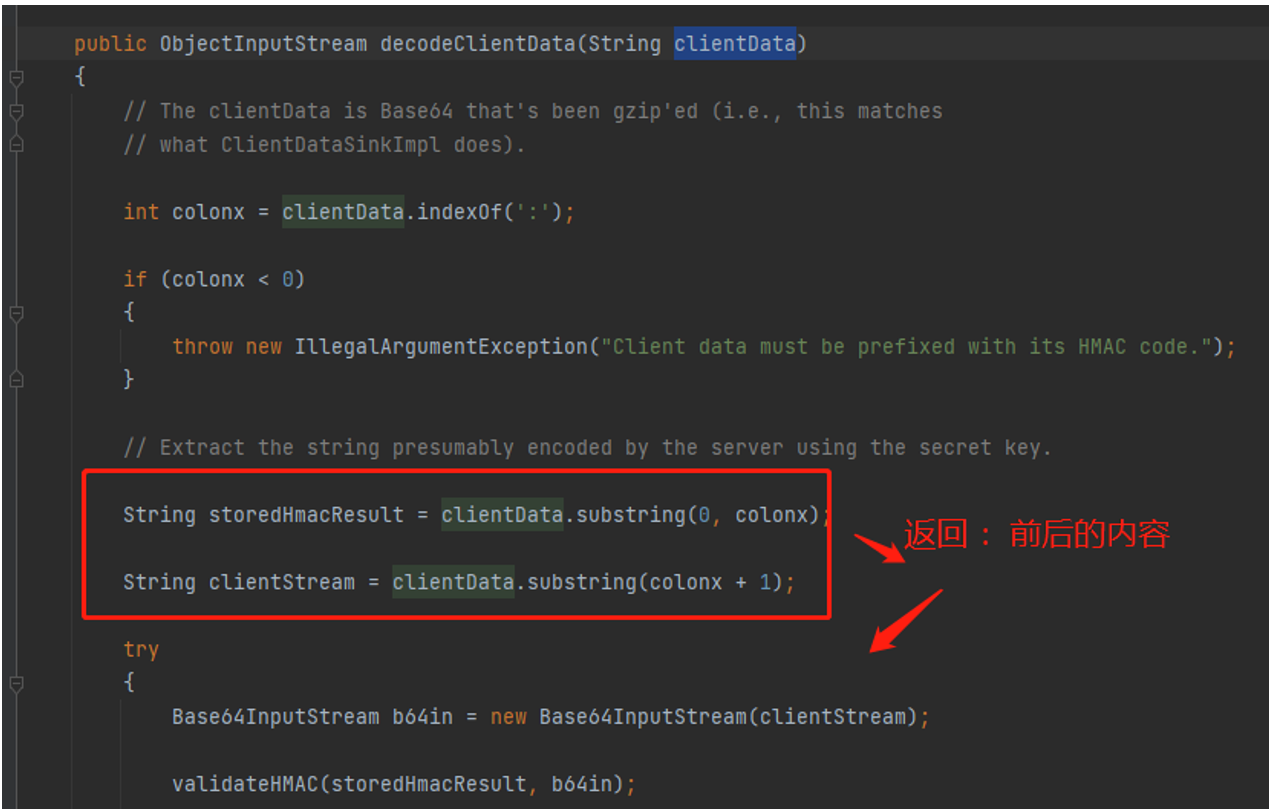 public ObjectInputStream decodeClientData(String clientData)
{
// The clientData is Base64 that's been gzip'ed (i.e., this matches
// what ClientDataSinkImpl does).
int colonx = clientData.indexOf(':');
if (colonx < 0)
{
throw new IllegalArgumentException("Client data must be prefixed with its HMAC code.");
}
// Extract the string presumably encoded by the server using the secret key.
String storedHmacResult = clientData.substring(0, colonx);
返回 : 前后的内容
String clientStream = clientData.substring(colonx + 1);
try
{
Base64InputStream b64in = new Base64InputStream(clientStream);
validateHMAC(storedHmacResult, b64in);